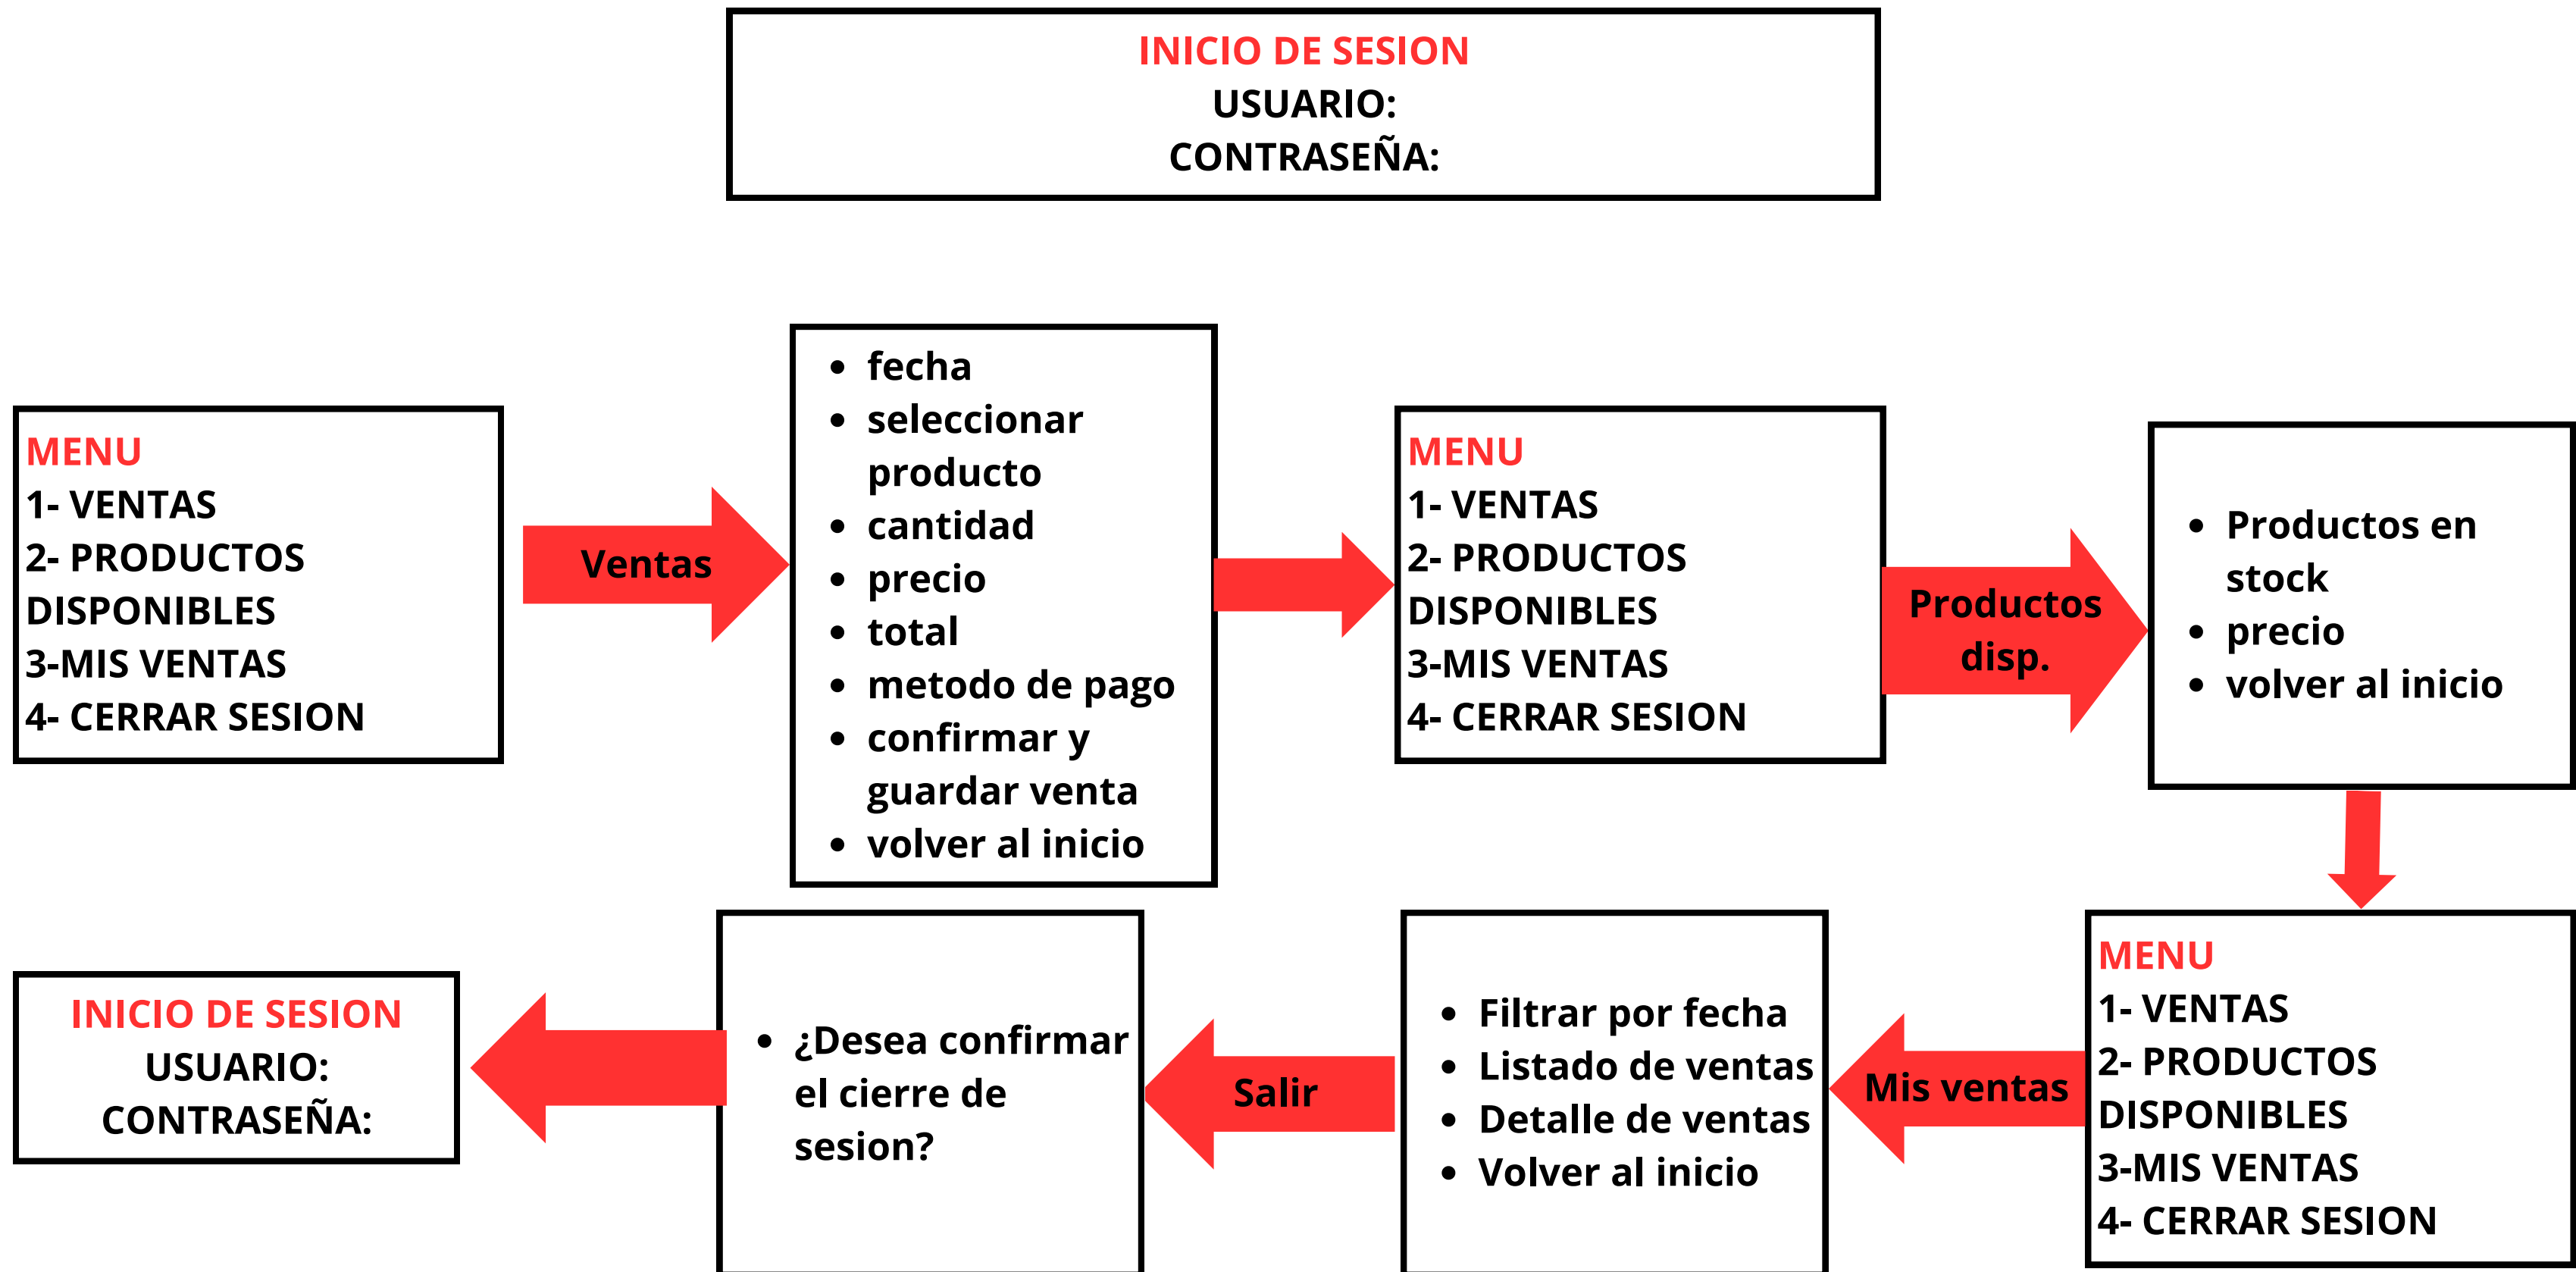 INICIO DE SESION
USUARIO:
CONTRASEÑA:
MENU
1- VENTAS
2- PRODUCTOS
DISPONIBLES
3-MIS VENTAS
4- CERRAR SESION
Ventas
• fecha
• seleccionar
producto
• cantidad
• precio
• total
• metodo de pago
• confirmar y
guardar venta
• volver al inicio
MENU
1- VENTAS
2- PRODUCTOS
DISPONIBLES
3-MIS VENTAS
4- CERRAR SESION
Productos
disp.
• Productos en
stock
• precio
• volver al inicio
MENU
1- VENTAS
2- PRODUCTOS
DISPONIBLES
3-MIS VENTAS
4- CERRAR SESION
Mis ventas
• Filtrar por fecha
• Listado de ventas
• Detalle de ventas
• Volver al inicio
Salir
• ¿Desea confirmar
el cierre de
sesion?
INICIO DE SESION
USUARIO:
CONTRASEÑA: